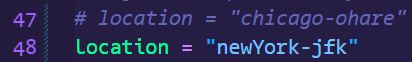 47 # location = "chicago-ohare"
48 location = "newYork-jfk"